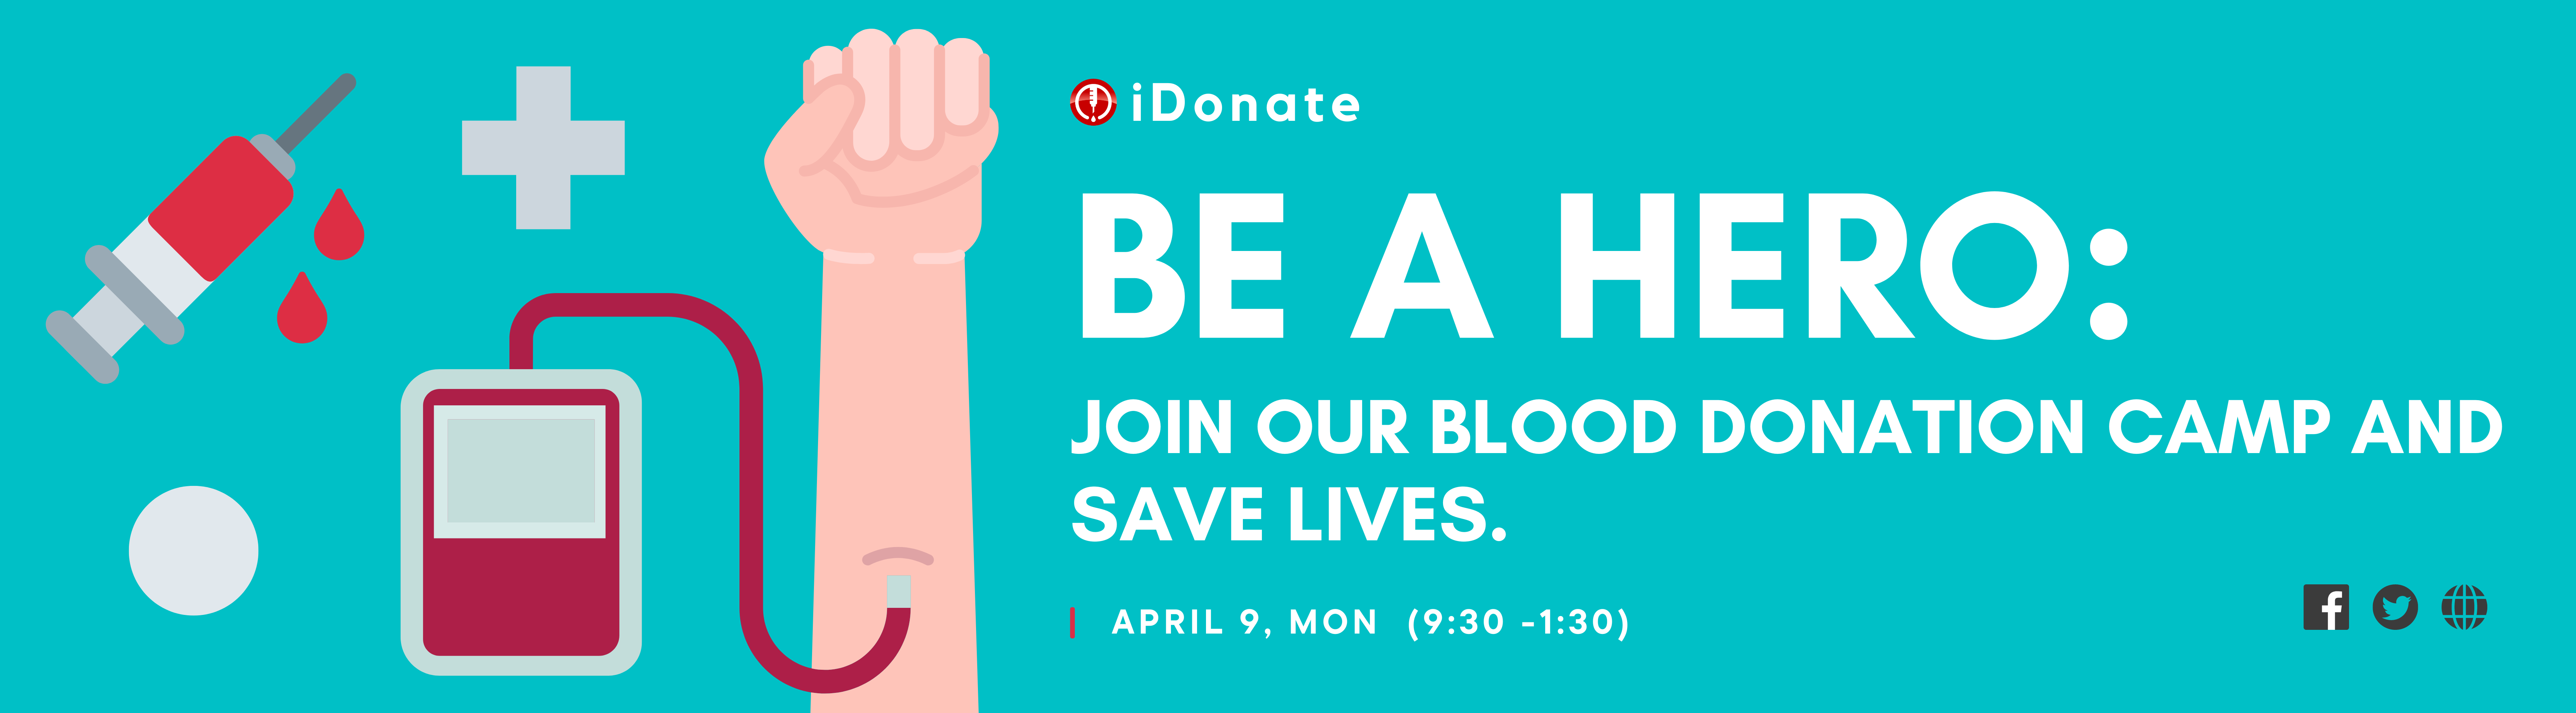 iDonate
BE A HERO:
JOIN OUR BLOOD DONATION CAMP AND
SAVE LIVES.
APRIL 9, MON (9:30 -1:30)